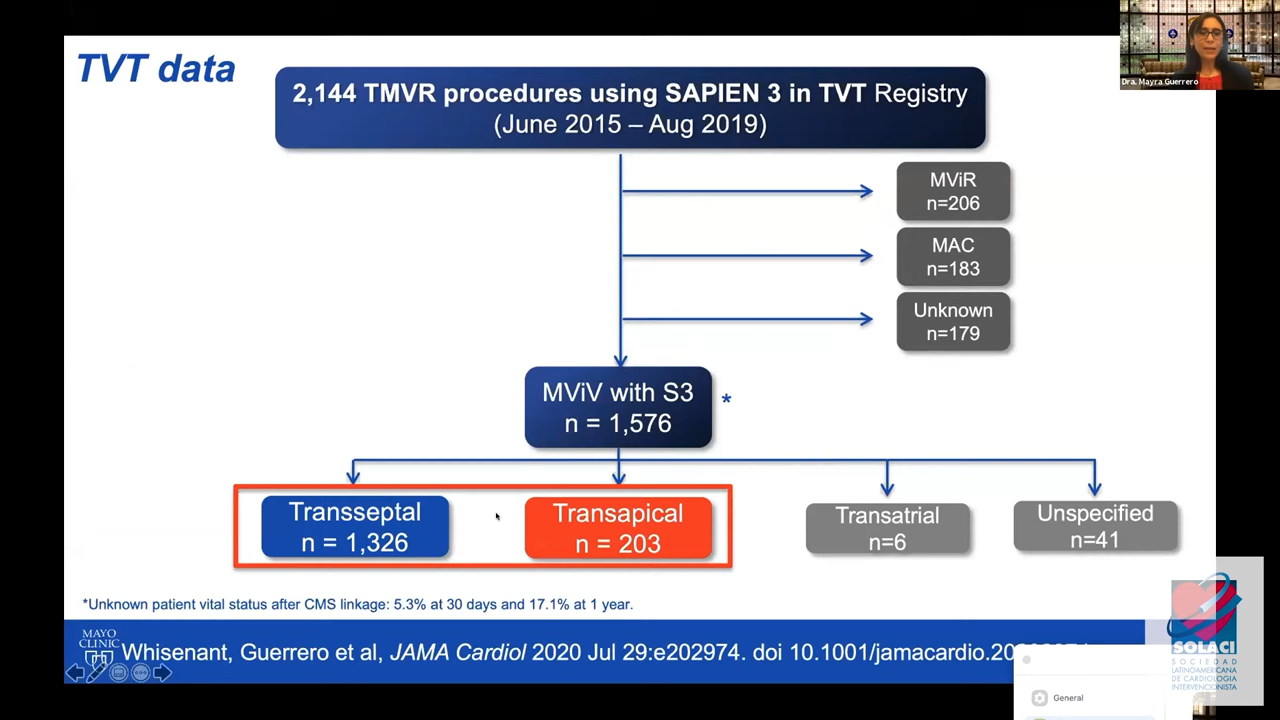 TVT data
2,144 TMVR procedures using SAPIEN 3 in TVT Registry
(June 2015 – Aug 2019)
Dra. Mayra Guerrero
MViR
n=206
MAC
n=183
Unknown
n=179
MViV with S3
n = 1,576
*
Transseptal
n = 1,326
Transapical
n = 203
Transatrial
n=6
Unspecified
n=41
*Unknown patient vital status after CMS linkage: 5.3% at 30 days and 17.1% at 1 year.
MAYO
CLINIC
Whisenant, Guerrero et al, JAMA Cardiol 2020 Jul 29:e202974. doi 10.1001/jamacardio.20
SOLACI
SOCIEDAD
LATINOAMERICANA
DE CARDIOLOGIA
INTERVENCIONISTA
General